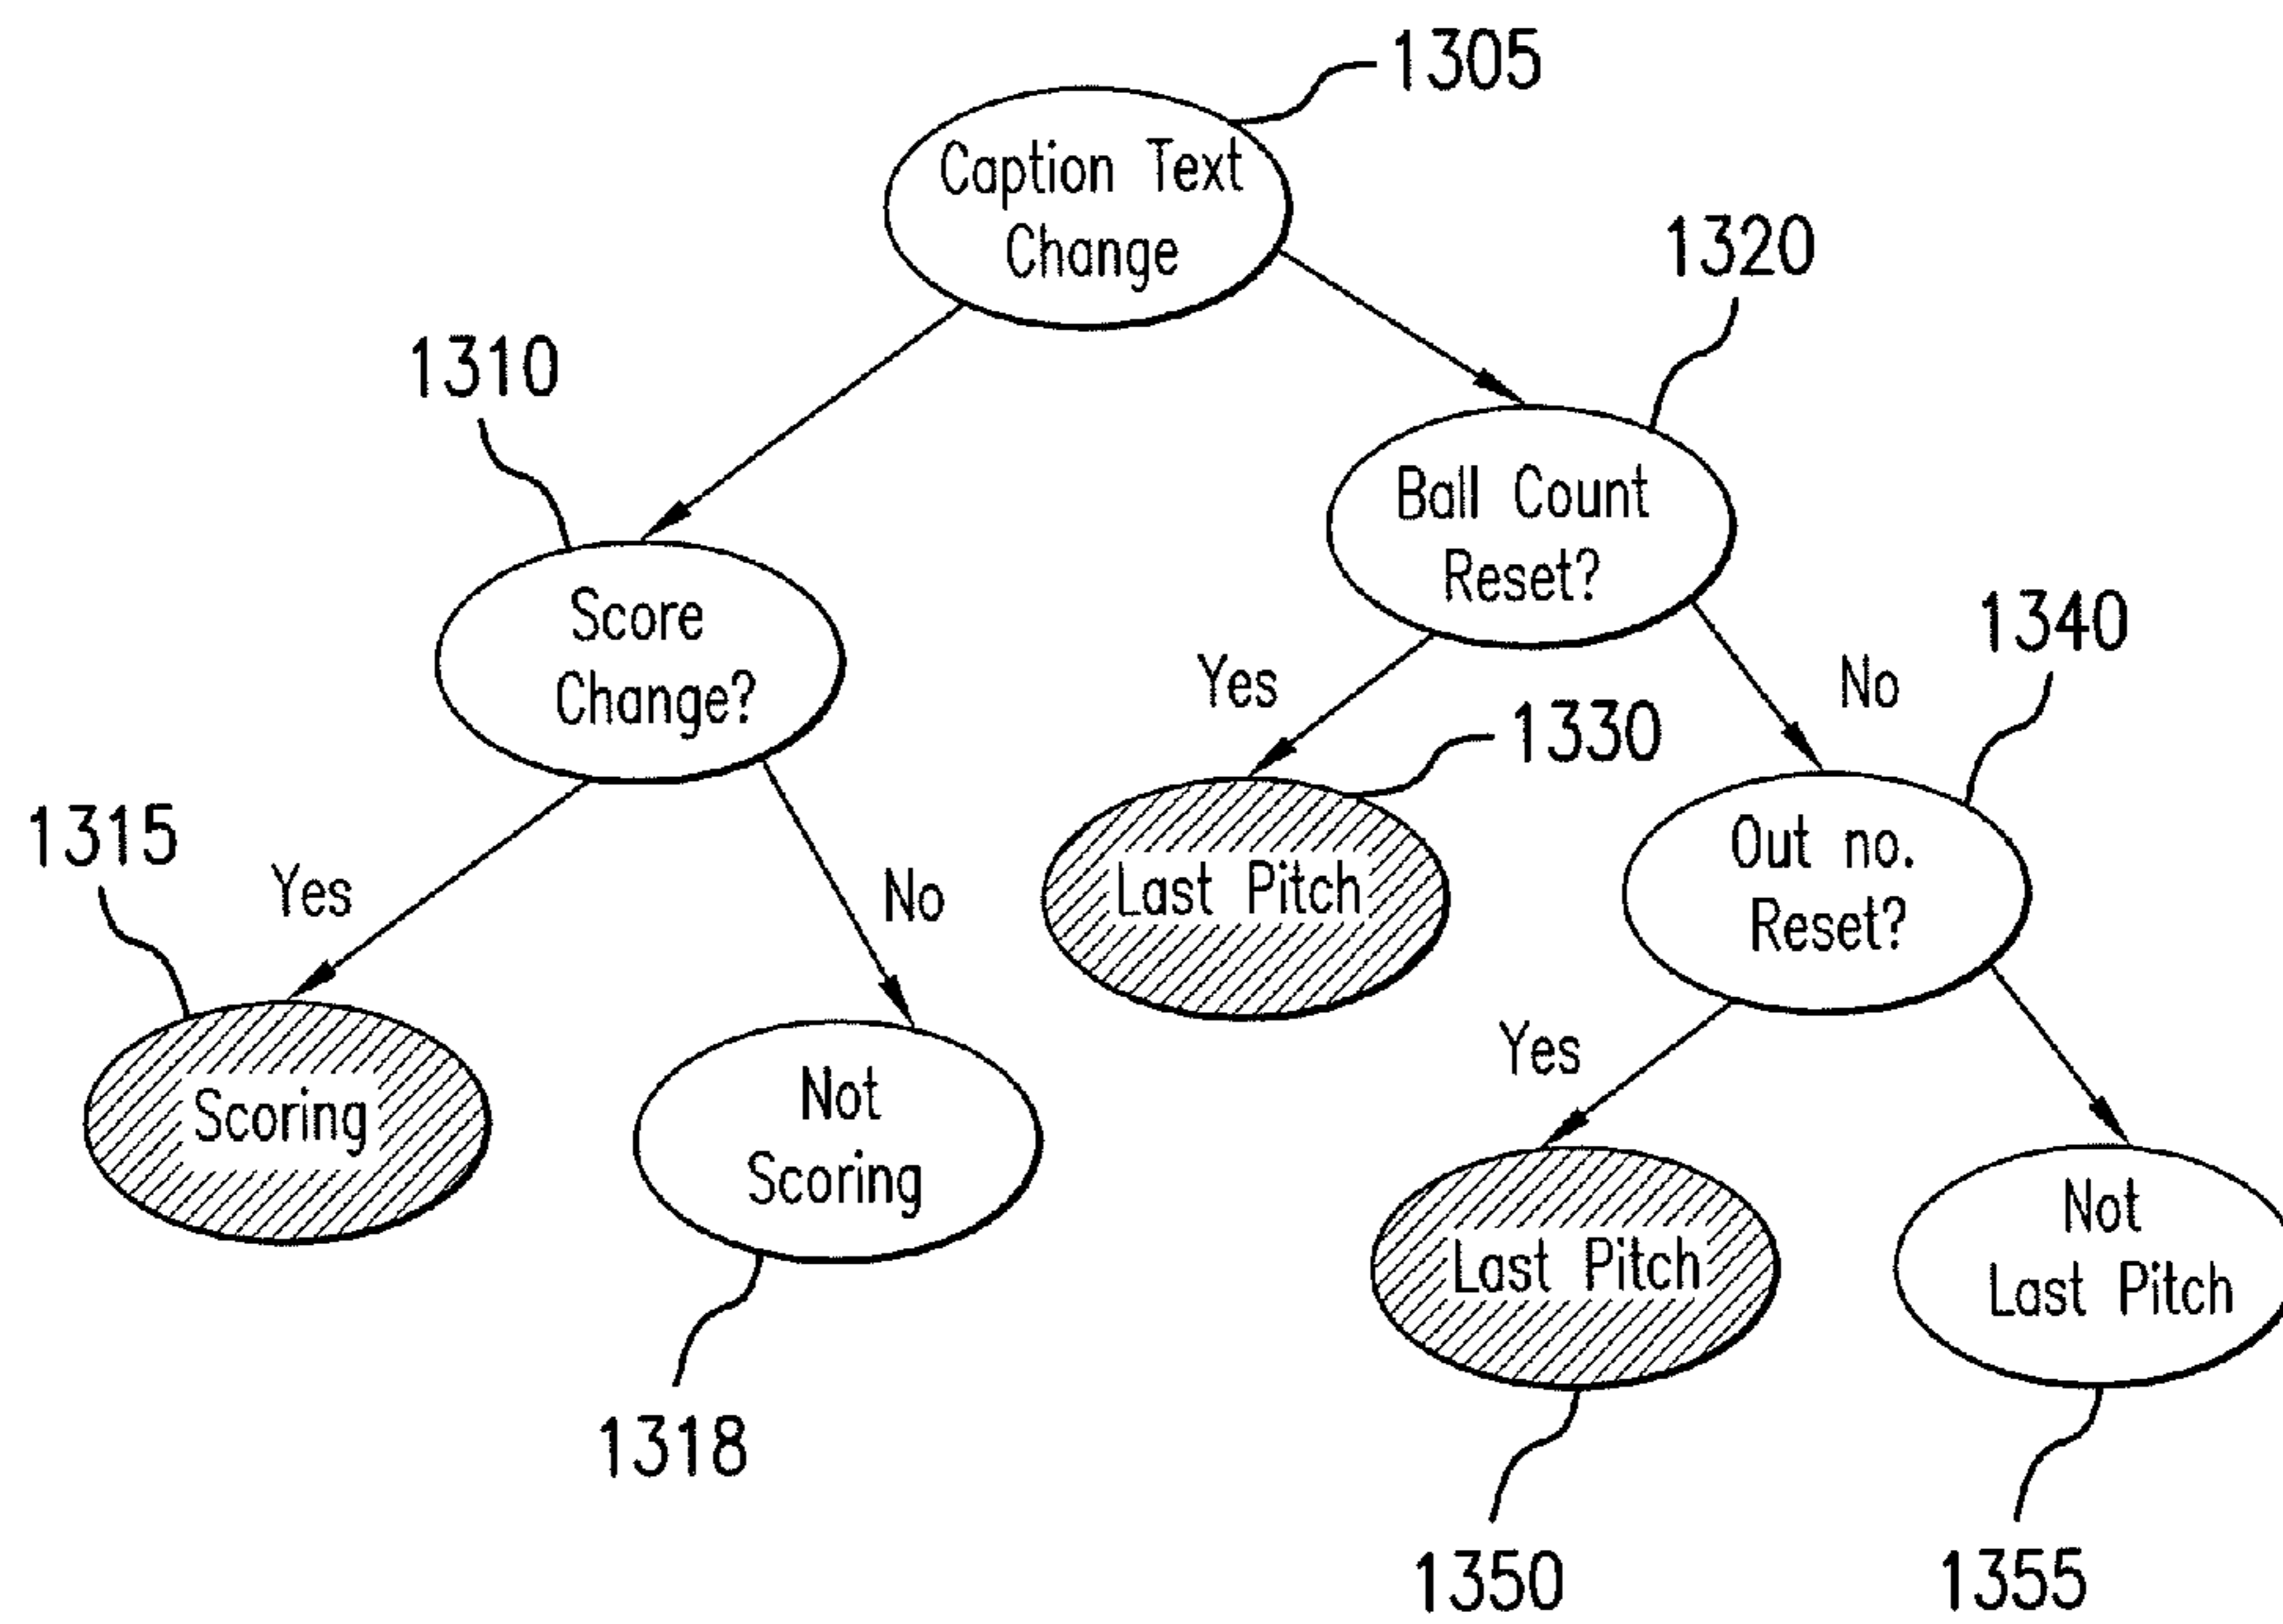 1305
Caption Text
Change
1320
1310
Ball Count
Reset?
Score
Change?
1340
Yes
No
1330
1315
Yes
No
Last Pitch
Out no.
Reset?
Scoring
Not
Scoring
Yes
Last Pitch
Not
Last Pitch
1318
1350
1355